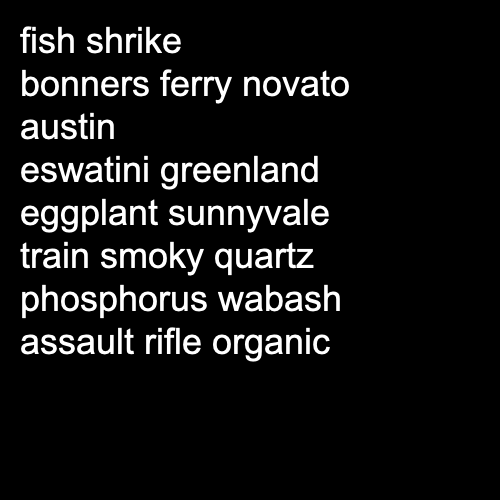 fish shrike
bonners ferry novato
austin
eswatini greenland
eggplant sunnyvale
train smoky quartz
phosphorus wabash
assault rifle organic